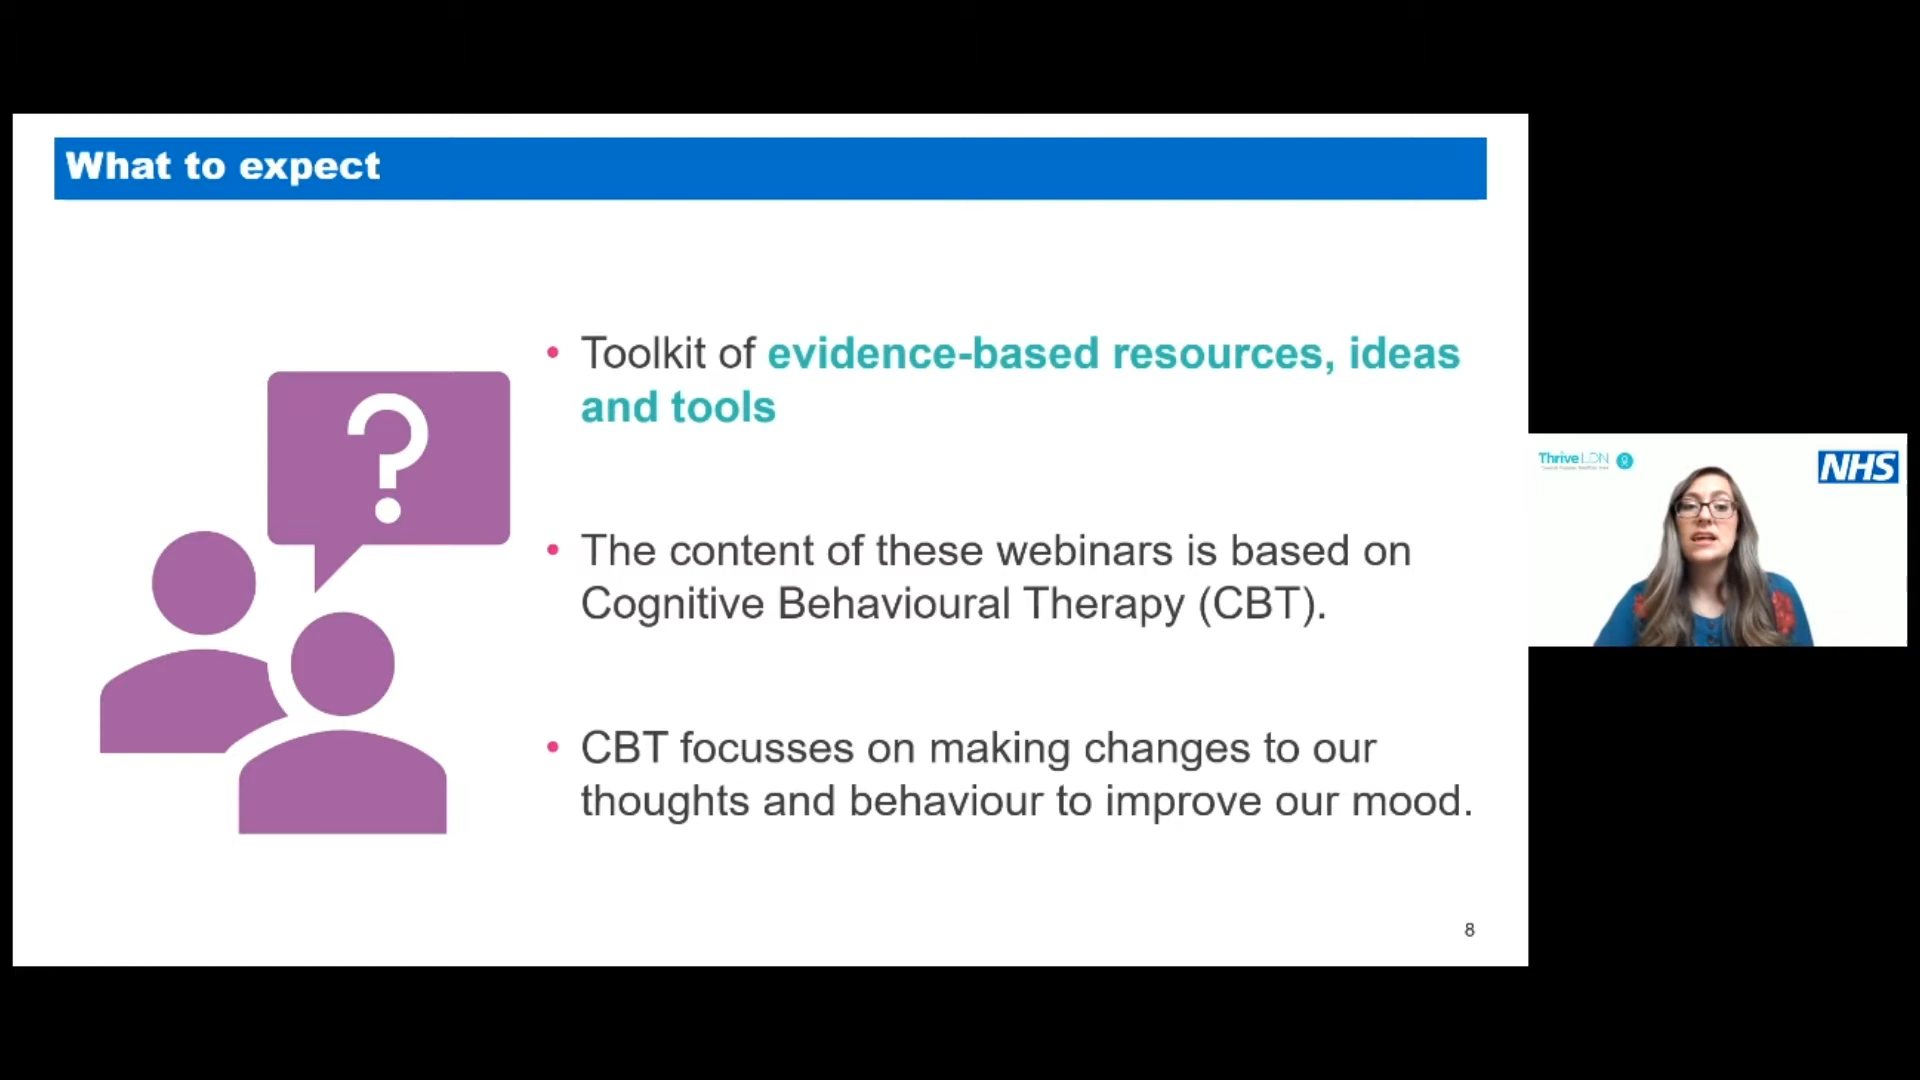 What to expect
?
• Toolkit of evidence-based resources, ideas
and tools
• The content of these webinars is based on
Cognitive Behavioural Therapy (CBT).
• CBT focusses on making changes to our
thoughts and behaviour to improve our mood.
8
Thrive LDN
NHS